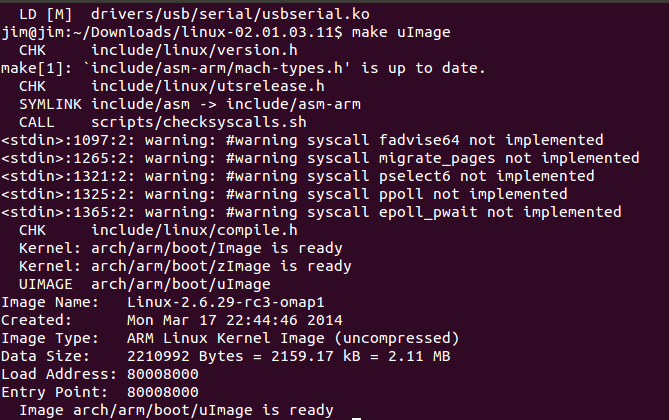 LD [M]  drivers/usb/serial/usbserial.ko
jim@jim:~/Downloads/linux-02.01.03.11$ make uImage
CHK     include/linux/version.h
make[1]: `include/asm-arm/mach-types.h' is up to date.
CHK     include/linux/utsrelease.h
SYMLINK include/asm -> include/asm-arm
CALL    scripts/checksyscalls.sh
<stdin>:1097:2: warning: #warning syscall fadvise64 not implemented
<stdin>:1265:2: warning: #warning syscall migrate_pages not implemented
<stdin>:1321:2: warning: #warning syscall pselect6 not implemented
<stdin>:1325:2: warning: #warning syscall ppoll not implemented
<stdin>:1365:2: warning: #warning syscall epoll_pwait not implemented
CHK     include/linux/compile.h
Kernel: arch/arm/boot/Image is ready
Kernel: arch/arm/boot/zImage is ready
UIMAGE  arch/arm/boot/uImage
Image Name:   Linux-2.6.29-rc3-omap1
Created:      Mon Mar 17 22:44:46 2014
Image Type:   ARM Linux Kernel Image (uncompressed)
Data Size:    2210992 Bytes = 2159.17 kB = 2.11 MB
Load Address: 80008000
Entry Point:  80008000
Image arch/arm/boot/uImage is ready